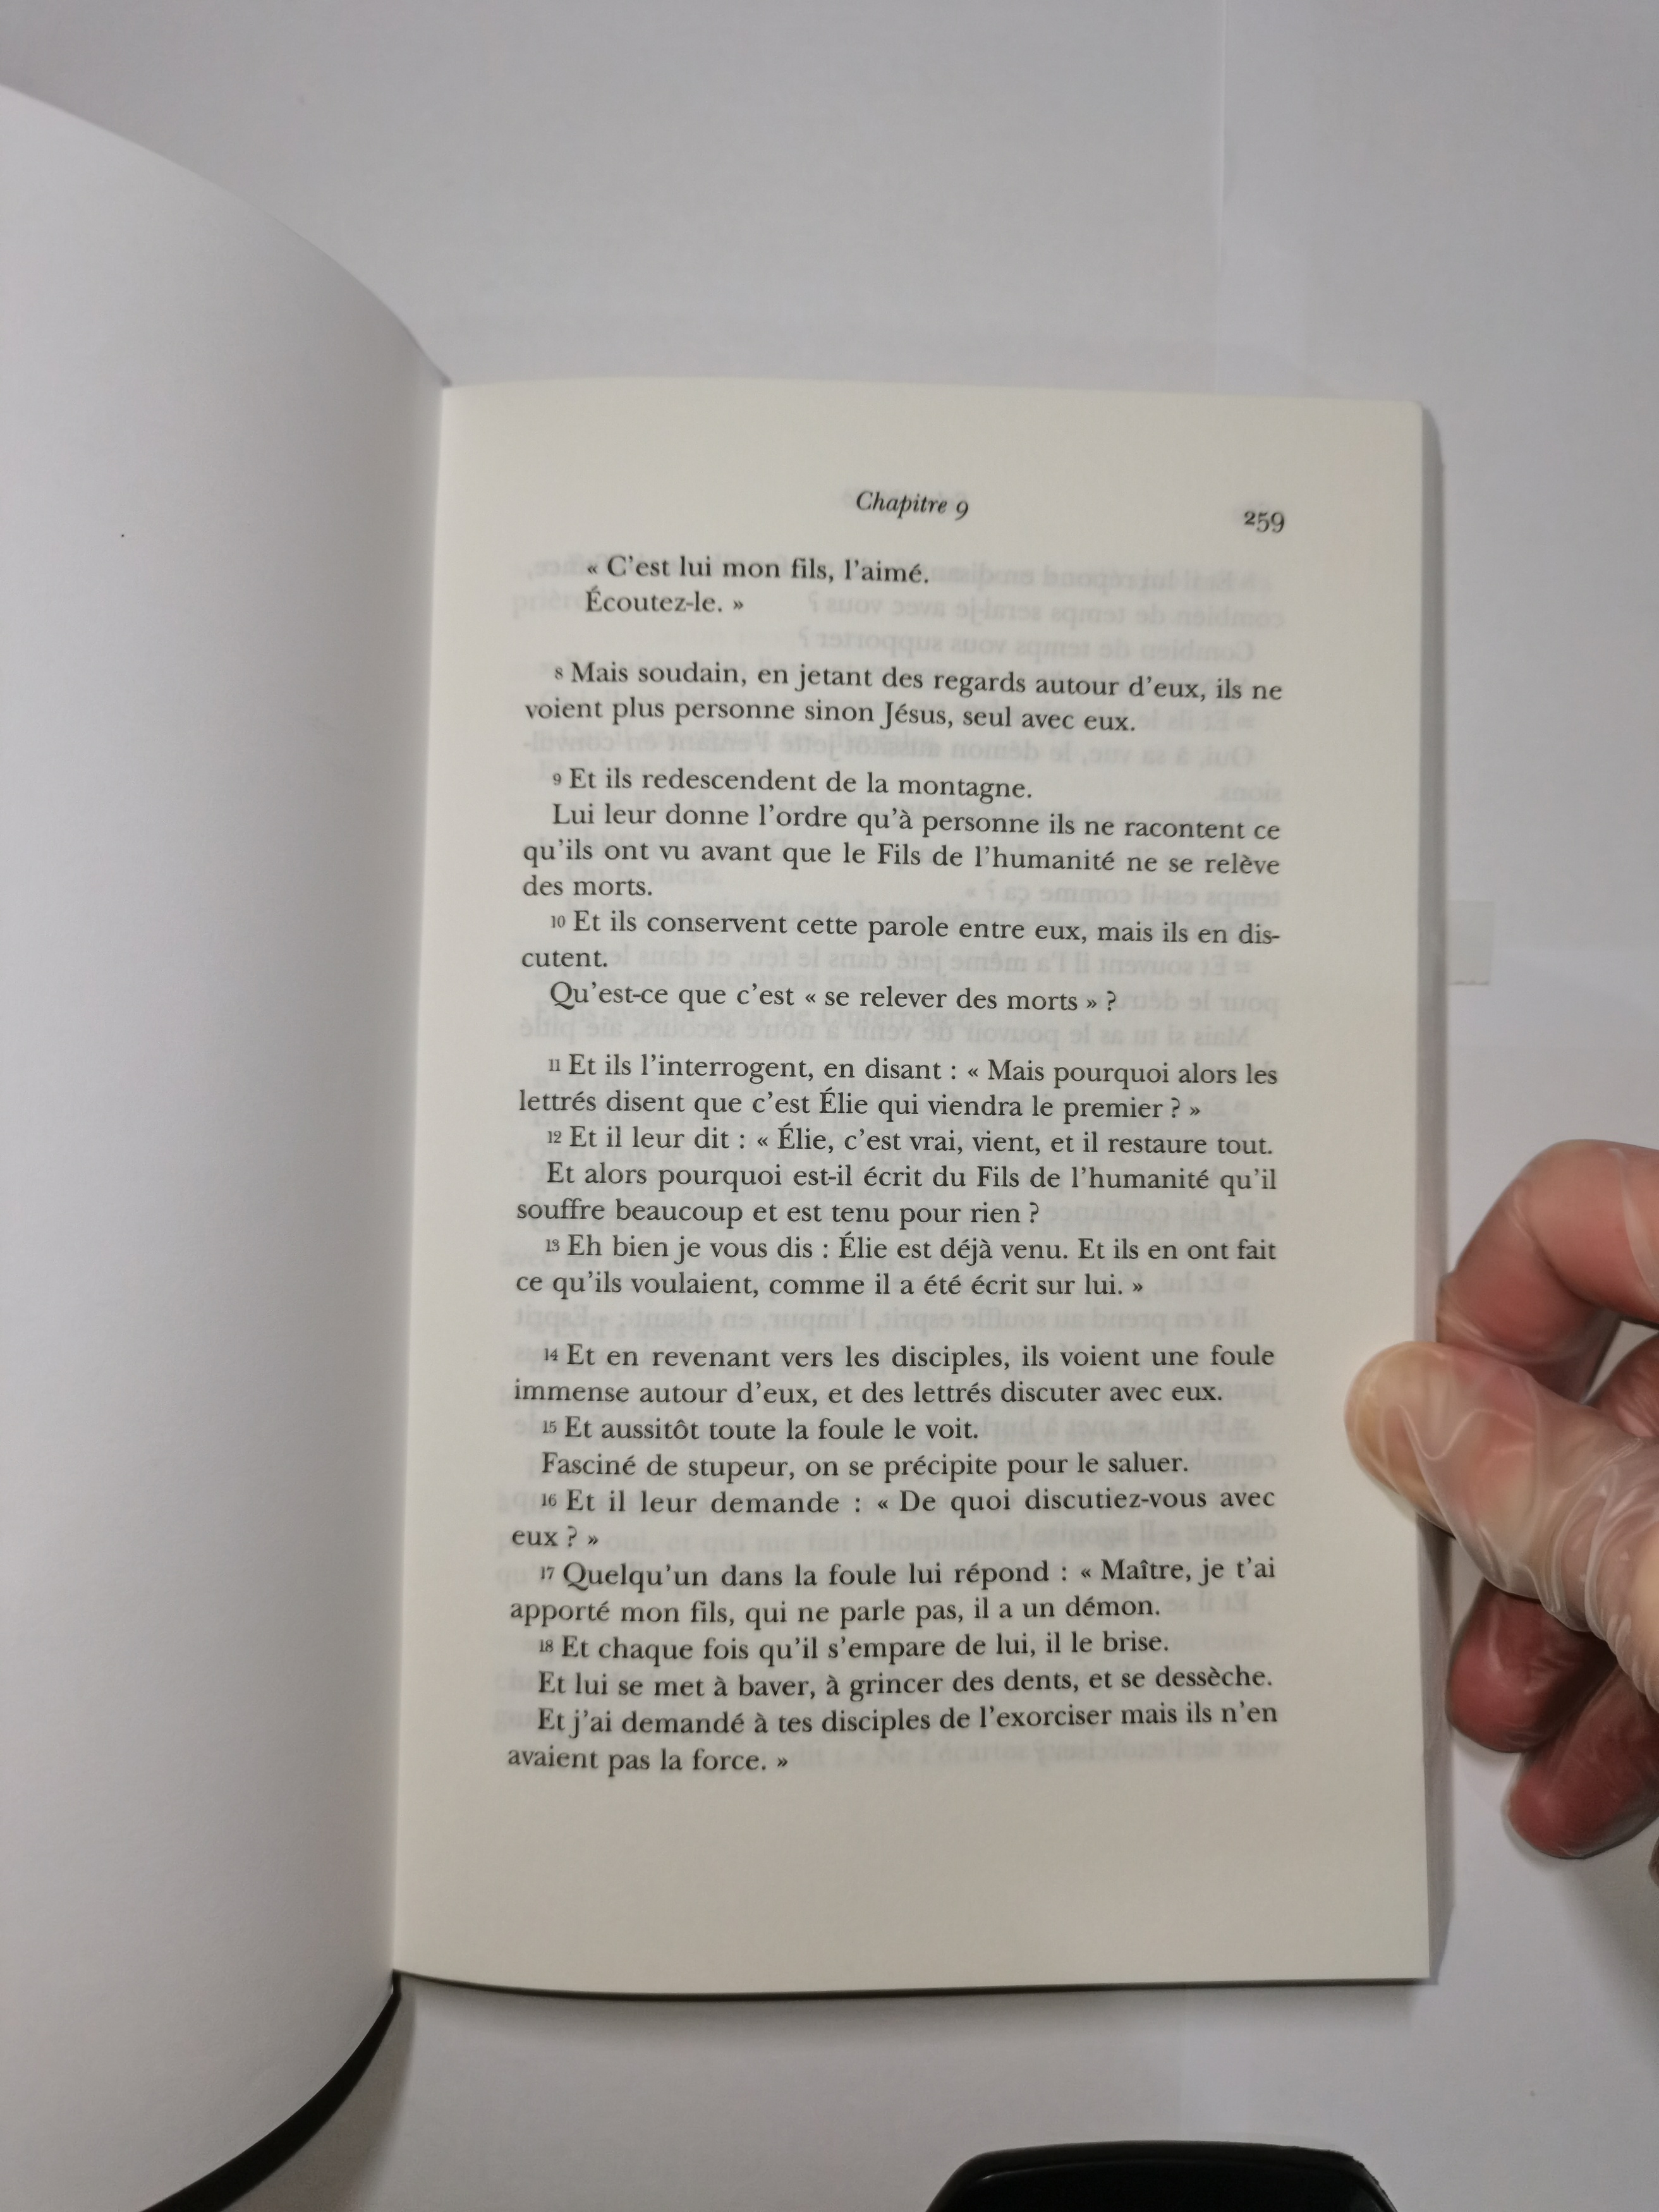 Chapitre 9
259
« C'est lui mon fils, l'aimé.
Écoutez-le. »
8 Mais soudain, en jetant des regards autour d'eux, ils ne
voient plus personne sinon Jésus, seul avec eux.
9 Et ils redescendent de la montagne.
Lui leur donne l'ordre qu'à personne ils ne racontent ce
qu'ils ont vu avant que le Fils de l'humanité ne se relève
des morts.
10 Et ils conservent cette parole entre eux, mais ils en dis-
cutent.
Qu'est-ce que c'est « se relever des morts » ?
11 Et ils l'interrogent, en disant : « Mais pourquoi alors les
lettrés disent que c'est Élie qui viendra le premier ? »
12 Et il leur dit : « Élie, c'est vrai, vient, et il restaure tout.
Et alors pourquoi est-il écrit du Fils de l'humanité qu'il
souffre beaucoup et est tenu pour rien ?
13 Eh bien je vous dis : Élie est déjà venu. Et ils en ont fait
ce qu'ils voulaient, comme il a été écrit sur lui. »
14 Et en revenant vers les disciples, ils voient une foule
immense autour d'eux, et des lettrés discuter avec eux.
15 Et aussitôt toute la foule le voit.
Fasciné de stupeur, on se précipite pour le saluer.
16 Et il leur demande : « De quoi discutiez-vous avec
eux ? »
17 Quelqu'un dans la foule lui répond : « Maître, je t'ai
apporté mon fils, qui ne parle pas, il a un démon.
18 Et chaque fois qu'il s'empare de lui, il le brise.
Et lui se met à baver, à grincer des dents, et se dessèche.
Et j'ai demandé à tes disciples de l'exorciser mais ils n'en
avaient pas la force. »